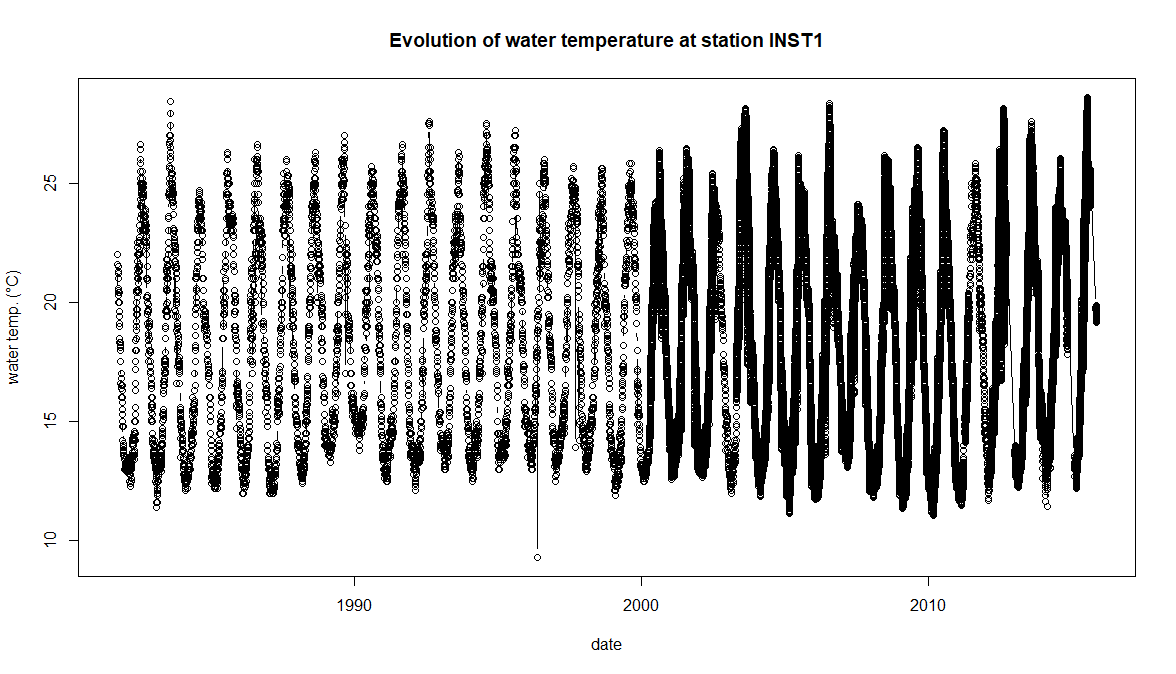 Evolution of water temperature at station INST1
water temp. (°C)
25
20
15
10
1990
2000
2010
date